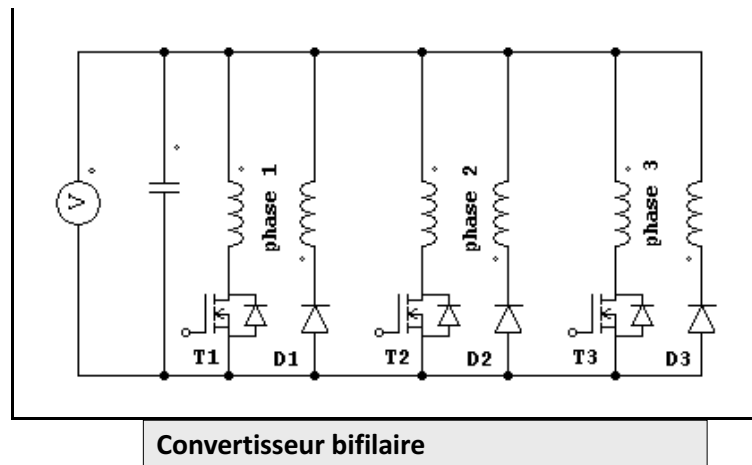 phase 1
phase 2
phase 3
V
T1
D1
T2
D2
T3
D3
Convertisseur bifilaire